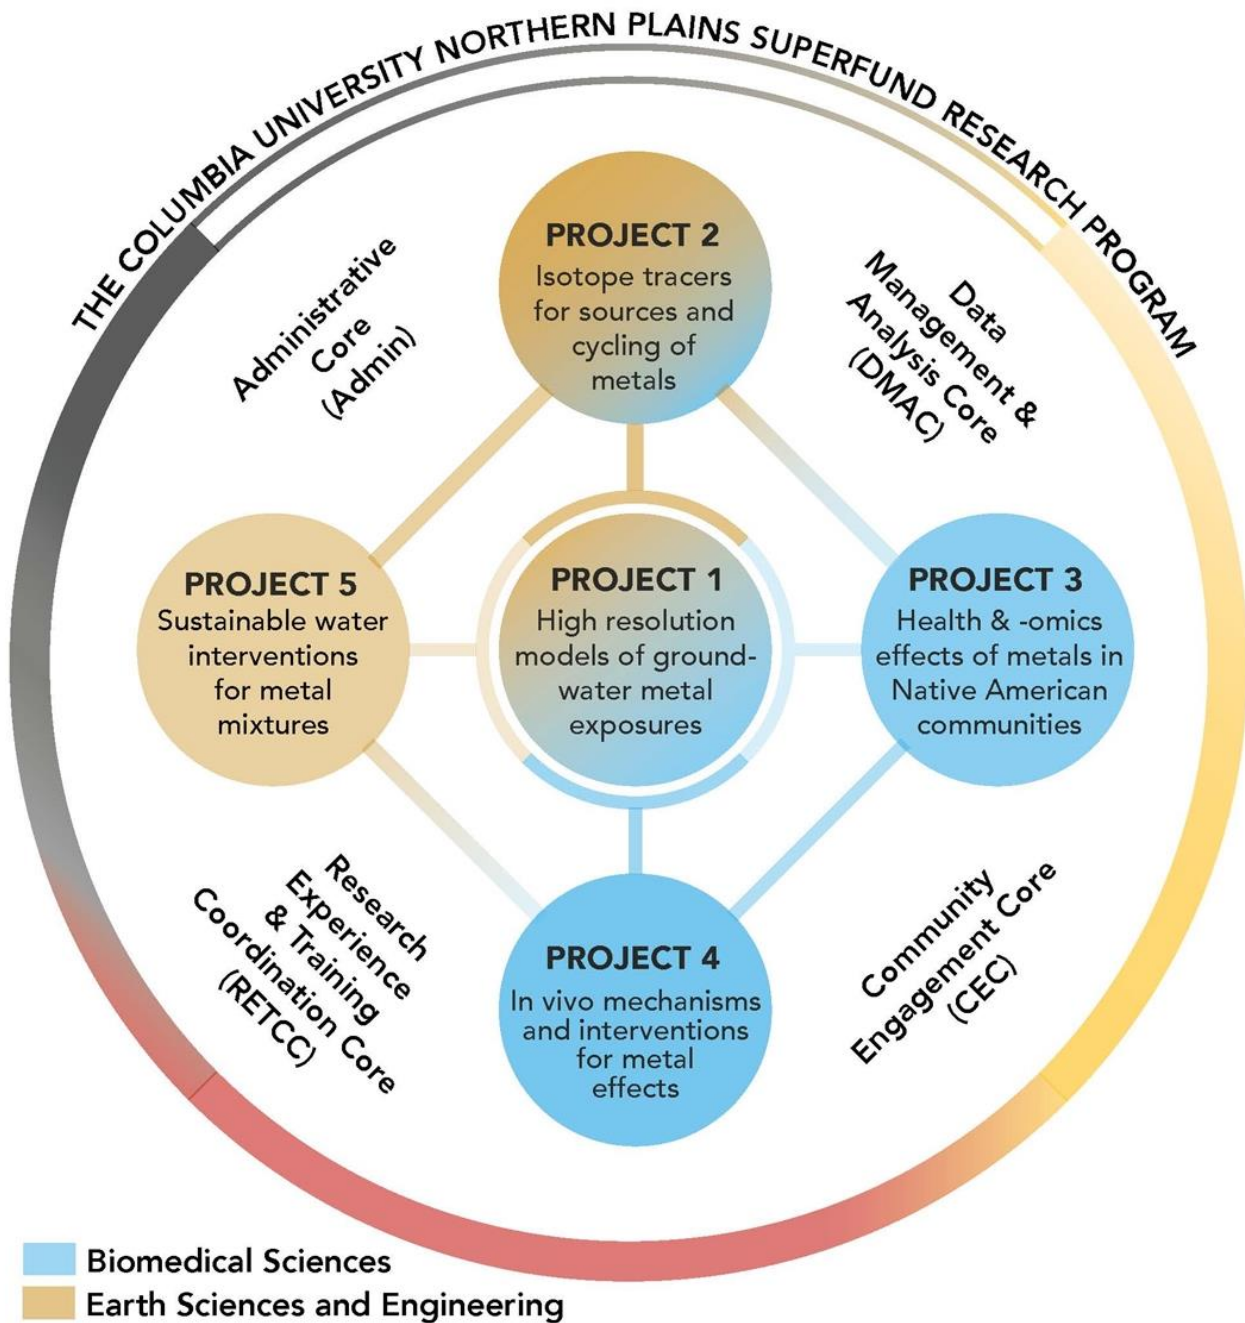 THE COLUMBIA UNIVERSITY NORTHERN PLAINS SUPERFUND RESEARCH PROGRAM
Administrative
Core
(Admin)
PROJECT 2
Isotope tracers
for sources and
cycling of
metals
Data
Management &
Analysis Core
(DMAC)
PROJECT 5
Sustainable water
interventions
for metal
mixtures
PROJECT 1
High resolution
models of ground-
water metal
exposures
PROJECT 3
Health & -omics
effects of metals in
Native American
communities
Research
Experience
& Training
Coordination Core
(RETCC)
PROJECT 4
In vivo mechanisms
and interventions
for metal
effects
Community
Engagement Core
(CEC)
Biomedical Sciences
Earth Sciences and Engineering